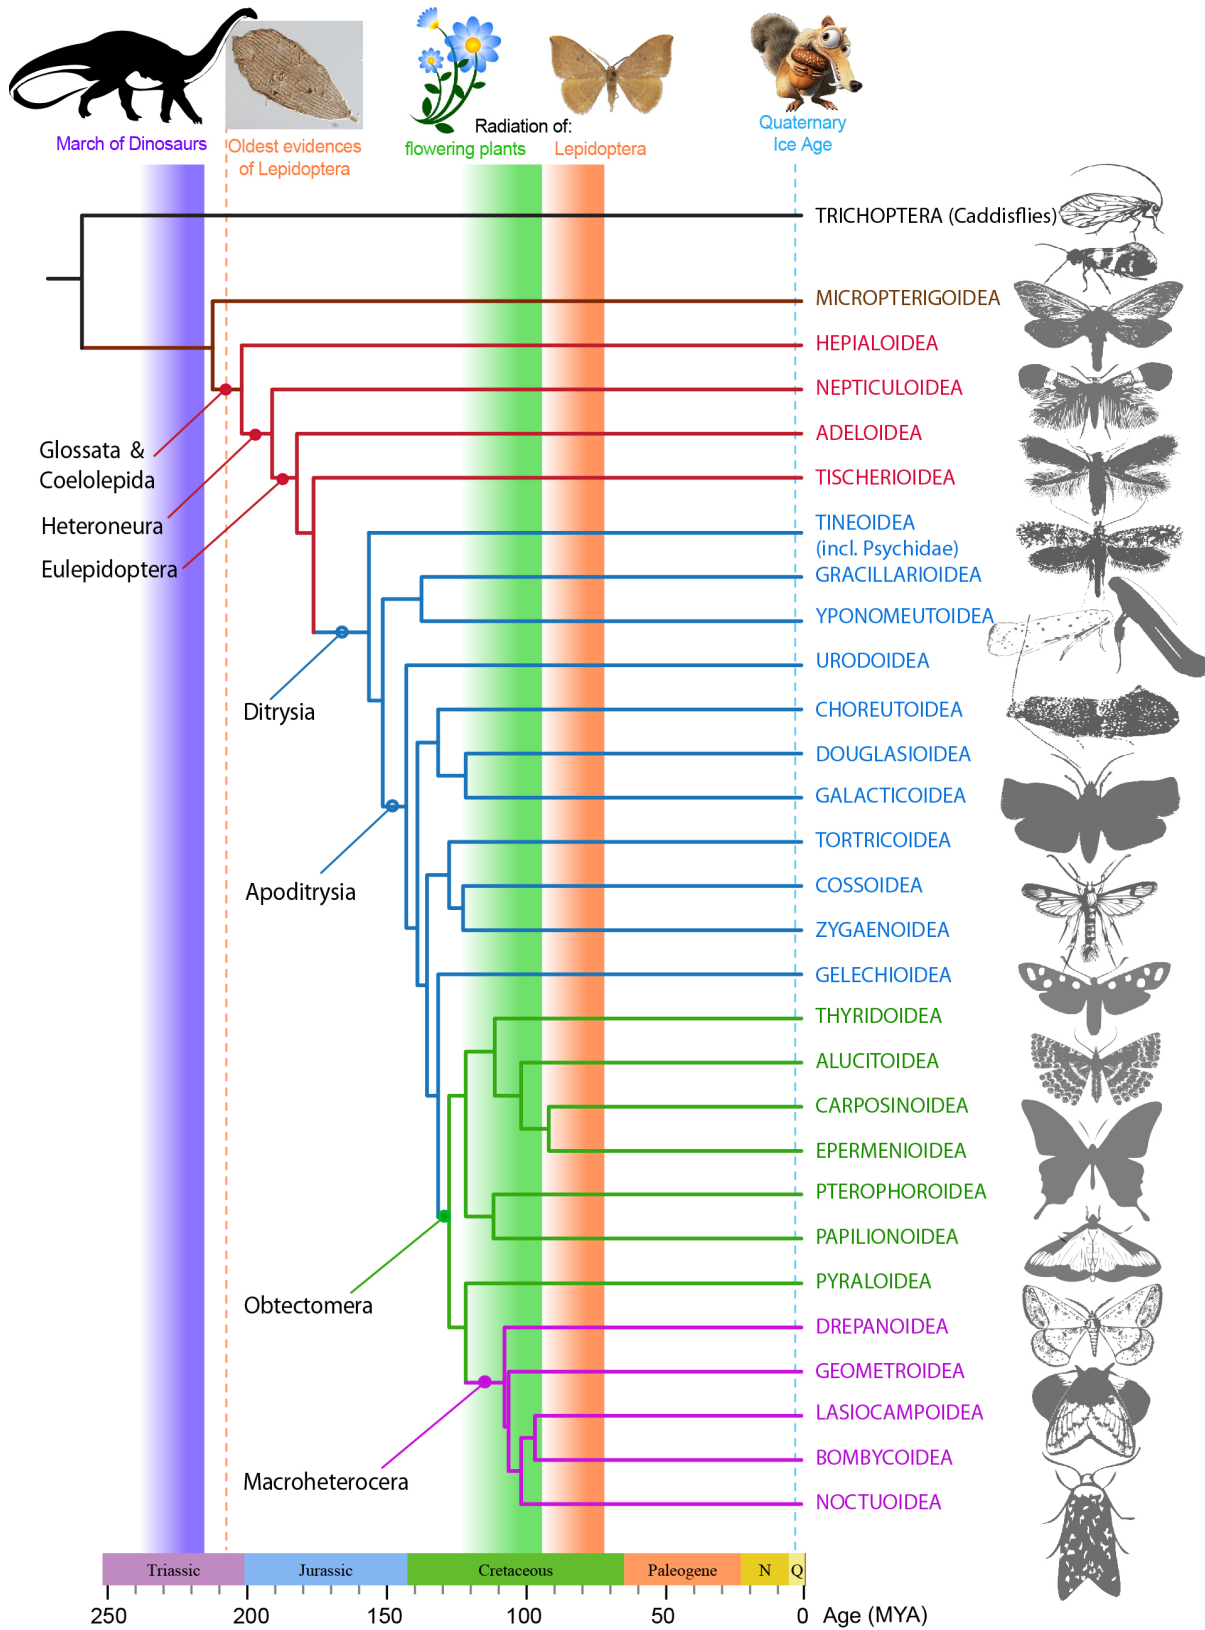 March of Dinosaurs
Oldest evidences
of Lepidoptera
Radiation of:
flowering plants
Lepidoptera
Quaternary
Ice Age
TRICHOPTERA (Caddisflies)
MICROPTERIGOIDEA
HEPIALOIDEA
NEPTICULOIDEA
ADELOIDEA
TISCHERIOIDEA
TINEOIDEA
(incl. Psychidae)
GRACILLARIOIDEA
YPONOMEUTOIDEA
URODOIDEA
CHOREUTOIDEA
DOUGLASIOIDEA
GALACTICOIDEA
TORTRICOIDEA
COSSOIDEA
ZYGAENOIDEA
GELECHIOIDEA
THYRIDOIDEA
ALUCITOIDEA
CARPOSINOIDEA
EPERMENIOIDEA
PTEROPHOROIDEA
PAPILIONOIDEA
PYRALOIDEA
DREPANOIDEA
GEOMETROIDEA
LASIOCAMPOIDEA
BOMBYCOIDEA
NOCTUOIDEA
Glossata &
Coelolepida
Heteroneura
Eulepidoptera
Ditrysia
Apoditrysia
Obtectomera
Macroheterocera
Triassic
Jurassic
Cretaceous
Paleogene
N
Q
250
200
150
100
50
0
Age (MYA)